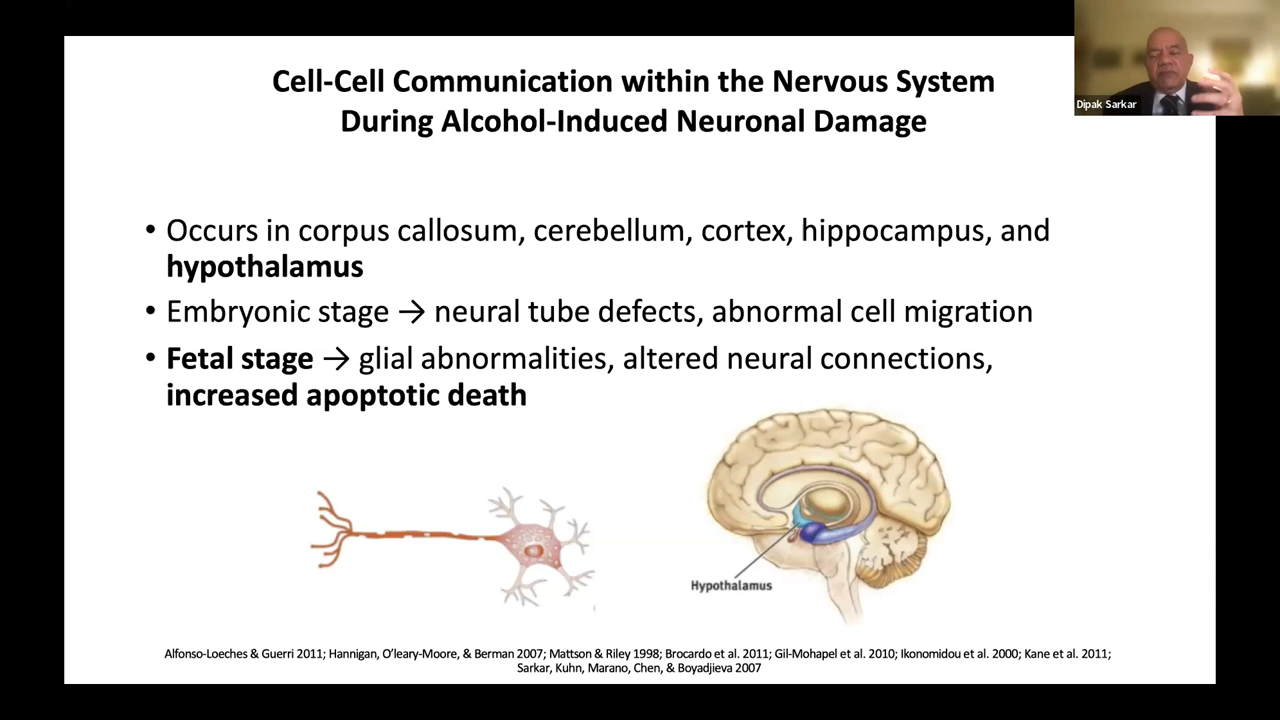 Cell-Cell Communication within the Nervous System
During Alcohol-Induced Neuronal Damage
Dipak Sarkar
• Occurs in corpus callosum, cerebellum, cortex, hippocampus, and
hypothalamus
• Embryonic stage → neural tube defects, abnormal cell migration
• Fetal stage → glial abnormalities, altered neural connections,
increased apoptotic death
Hypothalamus
Alfonso-Loeches & Guerri 2011; Hannigan, O'leary-Moore, & Berman 2007; Mattson & Riley 1998; Brocardo et al. 2011; Gil-Mohapel et al. 2010; Ikonomidou et al. 2000; Kane et al. 2011;
Sarkar, Kuhn, Marano, Chen, & Boyadjieva 2007